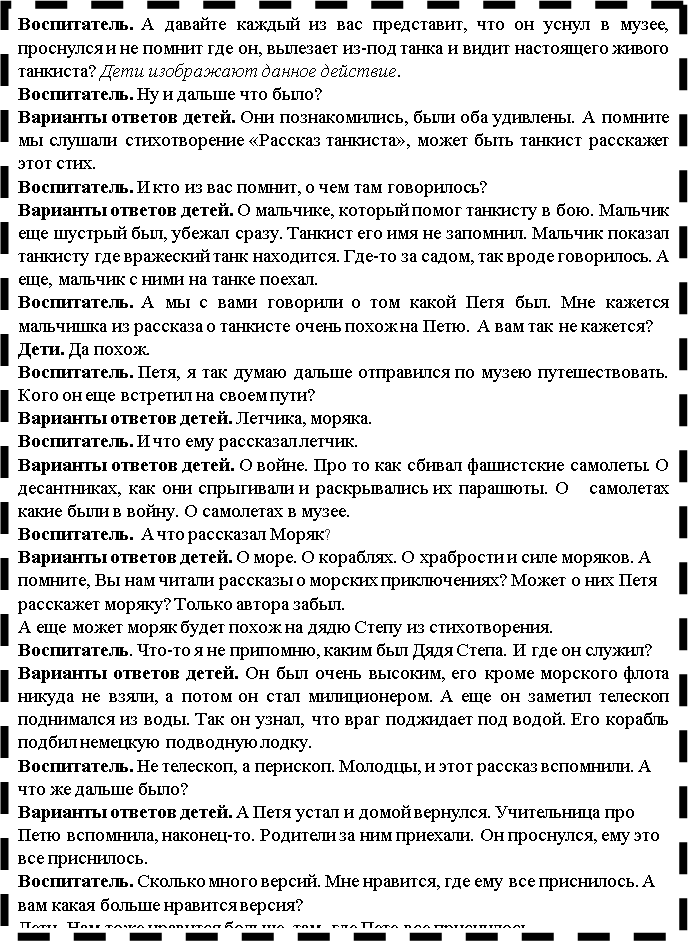 Воспитатель. А давайте каждый из вас представит, что он уснул в музее,
проснулся и не помнит где он, вылезает из-под танка и видит настоящего живого
танкиста? Дети изображают данное действие.
Воспитатель. Ну и дальше что было?
Варианты ответов детей. Они познакомились, были оба удивлены. А помните
мы слушали стихотворение «Рассказ танкиста», может быть танкист расскажет
этот стих.
Воспитатель. И кто из вас помнит, о чем там говорилось?
Варианты ответов детей. О мальчике, который помог танкисту в бою. Мальчик
еще шустрый был, убежал сразу. Танкист его имя не запомнил. Мальчик показал
танкисту где вражеский танк находится. Где-то за садом, так вроде говорилось. А
еще, мальчик с ними на танке поехал.
Воспитатель. А мы с вами говорили о том какой Петя был. Мне кажется
мальчишка из рассказа о танкисте очень похож на Петю. А вам так не кажется?
Дети. Да похож.
Воспитатель. Петя, я так думаю дальше отправился по музею путешествовать.
Кого он еще встретил на своем пути?
Варианты ответов детей. Летчика, моряка.
Воспитатель. И что ему рассказал летчик.
Варианты ответов детей. О войне. Про то как сбивал фашистские самолеты. О
десантниках, как они спрыгивали и раскрывались их парашюты. О самолетах
какие были в войну. О самолетах в музее.
Воспитатель. А что рассказал Моряк?
Варианты ответов детей. О море. О кораблях. О храбрости и силе моряков. А
помните, Вы нам читали рассказы о морских приключениях? Может о них Петя
расскажет моряку? Только автора забыл.
А еще может моряк будет похож на дядю Степу из стихотворения.
Воспитатель. Что-то я не припомню, каким был Дядя Степа. И где он служил?
Варианты ответов детей. Он был очень высоким, его кроме морского флота
никуда не взяли, а потом он стал милиционером. А еще он заметил телескоп
поднимался из воды. Так он узнал, что враг поджидает под водой. Его корабль
подбил немецкую подводную лодку.
Воспитатель. Не телескоп, а перископ. Молодцы, и этот рассказ вспомнили. А
что же дальше было?
Варианты ответов детей. А Петя устал и домой вернулся. Учительница про
Петю вспомнила, наконец-то. Родители за ним приехали. Он проснулся, ему это
все приснилось.
Воспитатель. Сколько много версий. Мне нравится, где ему все приснилось. А
вам какая больше нравится версия?
Дети. Нам тоже нравится больше, там, где Пете все приснилось.